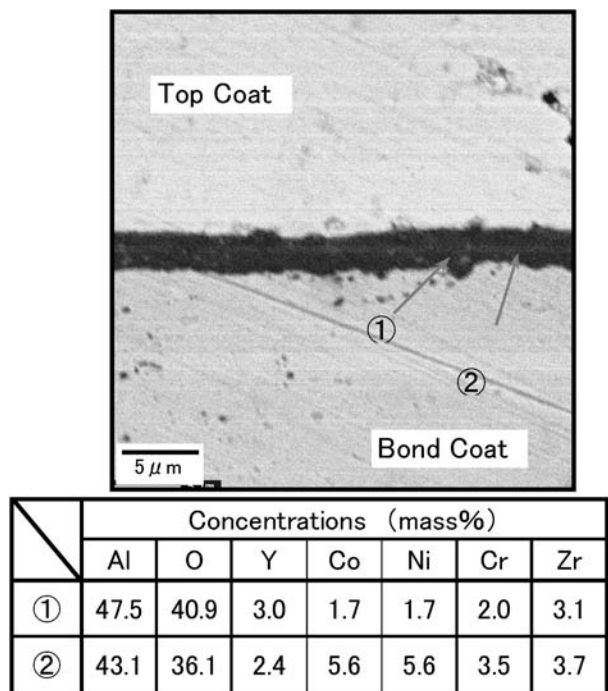 Top Coat
①
②
Bond Coat
5 μm
Concentrations (mass%)
Al O Y Co Ni Cr Zr
① 47.5 40.9 3.0 1.7 1.7 2.0 3.1
② 43.1 36.1 2.4 5.6 5.6 3.5 3.7